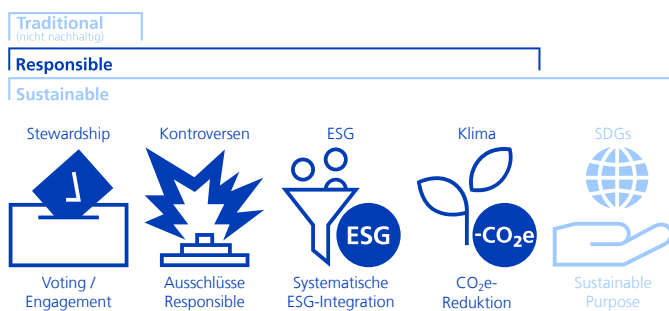 Traditional
(nicht nachhaltig)
Responsible
Sustainable
Stewardship
Kontroversen
ESG
Klima
SDGs
ESG
-CO₂e
Voting /
Engagement
Ausschlüsse
Responsible
Systematische
ESG-Integration
CO₂e-
Reduktion
Sustainable
Purpose